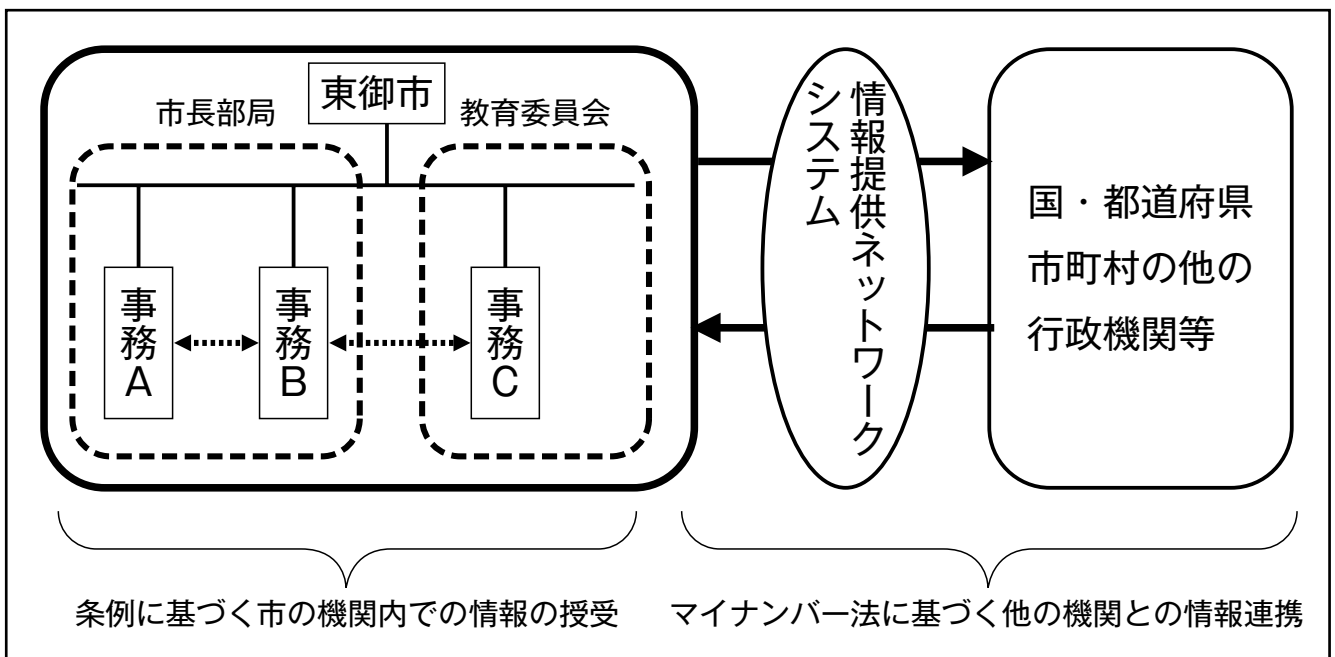 東御市
市長部局
教育委員会
事務A
事務B
事務C
情報提供ネットワーク
システム
国・都道府県
市町村の他の
行政機関等
条例に基づく市の機関内での情報の授受
マイナンバー法に基づく他の機関との情報連携